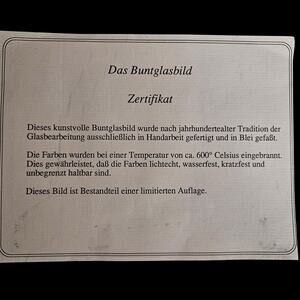 Das Buntglasbild
Zertifikat
Dieses kunstvolle Buntglasbild wurde nach jahrhundertealter Tradition der
Glasbearbeitung ausschließlich in Handarbeit gefertigt und in Blei gefaßt.
Die Farben wurden bei einer Temperatur von ca. 600° Celsius eingebrannt.
Dies gewährleistet, daß die Farben lichtecht, wasserfest, kratzfest und
unbegrenzt haltbar sind.
Dieses Bild ist Bestandteil einer limitierten Auflage.